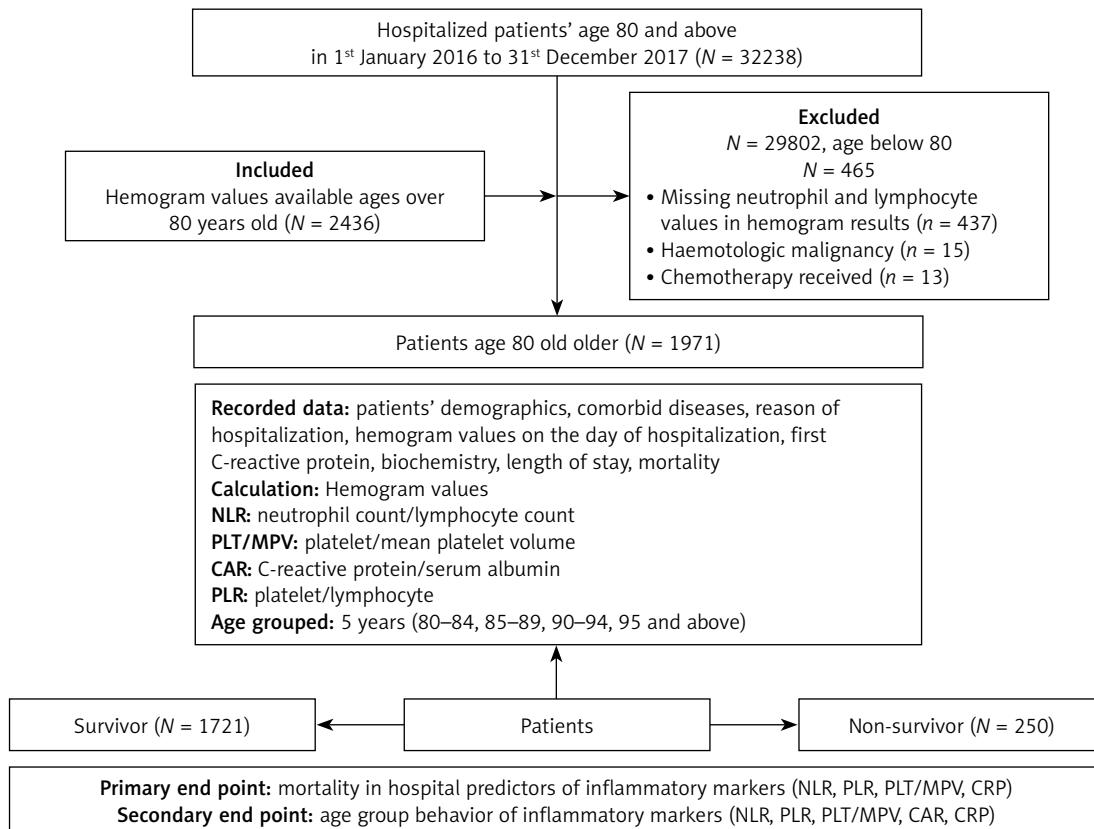 Hospitalized patients’ age 80 and above
in 1st January 2016 to 31st December 2017 (N = 32238)
Included
Hemogram values available ages over
80 years old (N = 2436)
Excluded
N = 29802, age below 80
N = 465
• Missing neutrophil and lymphocyte
values in hemogram results (n = 437)
• Haemotologic malignancy (n = 15)
• Chemotherapy received (n = 13)
Patients age 80 old older (N = 1971)
Recorded data: patients’ demographics, comorbid diseases, reason of
hospitalization, hemogram values on the day of hospitalization, first
C-reactive protein, biochemistry, length of stay, mortality
Calculation: Hemogram values
NLR: neutrophil count/lymphocyte count
PLT/MPV: platelet/mean platelet volume
CAR: C-reactive protein/serum albumin
PLR: platelet/lymphocyte
Age grouped: 5 years (80–84, 85–89, 90–94, 95 and above)
Survivor (N = 1721)
Patients
Non-survivor (N = 250)
Primary end point: mortality in hospital predictors of inflammatory markers (NLR, PLR, PLT/MPV, CRP)
Secondary end point: age group behavior of inflammatory markers (NLR, PLR, PLT/MPV, CAR, CRP)